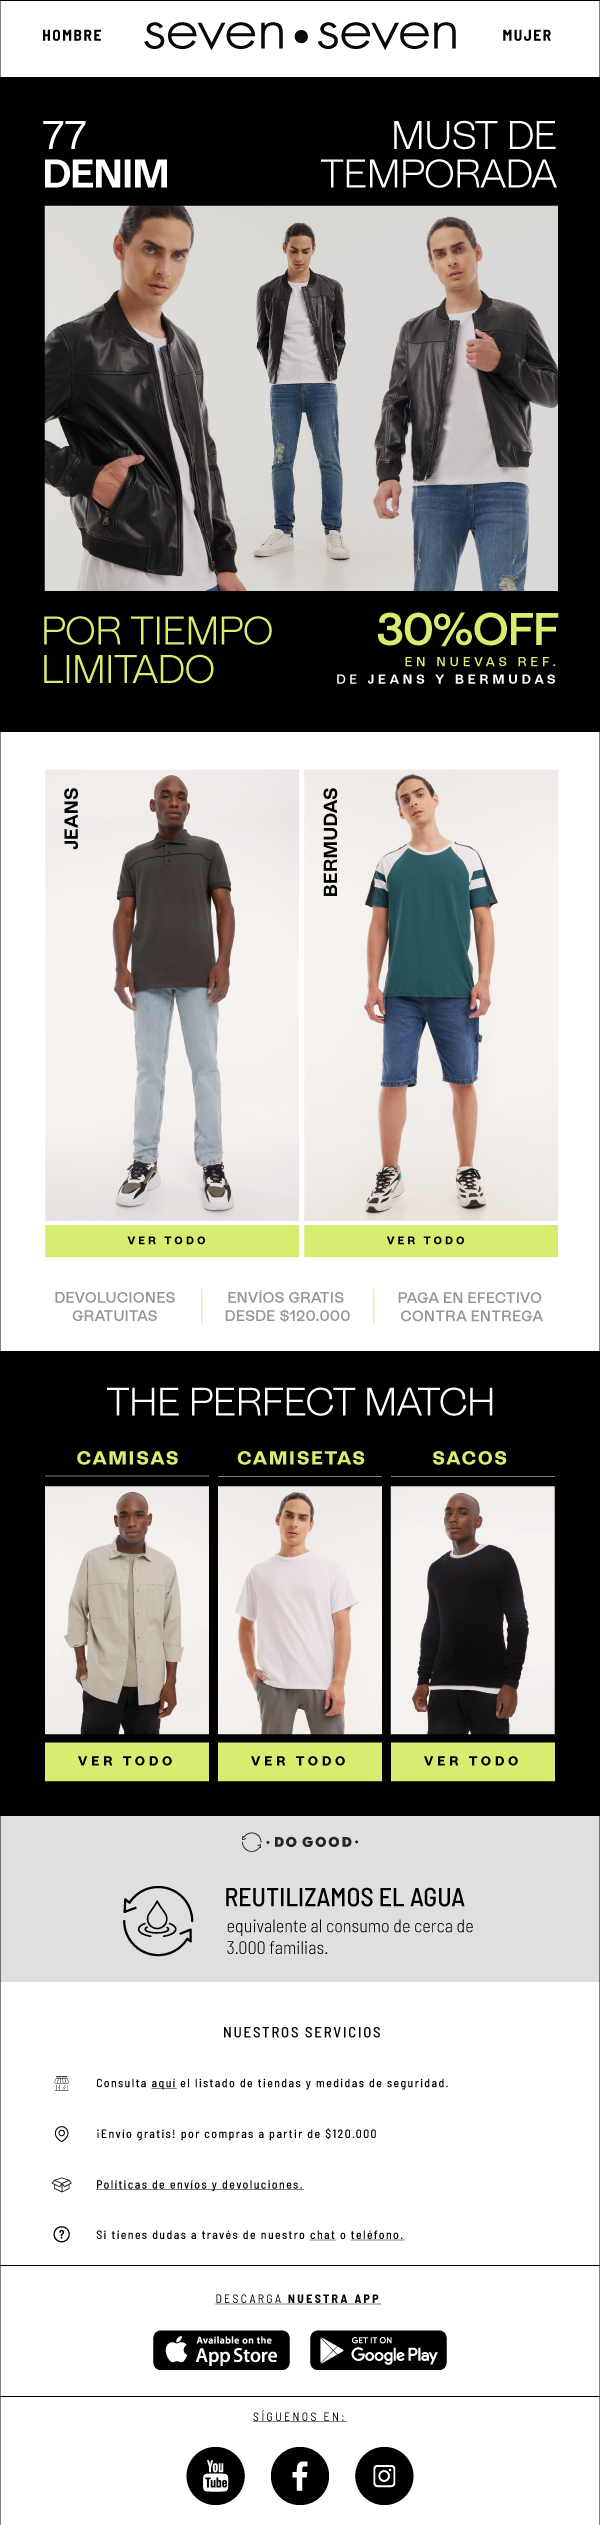 HOMBRE
seven•seven
MUJER
77
DENIM
MUST DE
TEMPORADA
POR TIEMPO
LIMITADO
30%OFF
EN NUEVAS REF.
DE JEANS Y BERMUDAS
JEANS
BERMUDAS
VER TODO
VER TODO
DEVOLUCIONES
GRATUITAS
ENVÍOS GRATIS
DESDE $120.000
PAGA EN EFECTIVO
CONTRA ENTREGA
THE PERFECT MATCH
CAMISAS
CAMISETAS
SACOS
VER TODO
VER TODO
VER TODO
·DO GOOD·
REUTILIZAMOS EL AGUA
equivalente al consumo de cerca de
3.000 familias.
NUESTROS SERVICIOS
Consulta aquí el listado de tiendas y medidas de seguridad.
¡Envío gratis! por compras a partir de $120.000
Políticas de envíos y devoluciones.
Si tienes dudas a través de nuestro chat o teléfono.
DESCARGA NUESTRA APP
Available on the
App Store
GET IT ON
Google Play
SÍGUENOS EN:
You
Tube